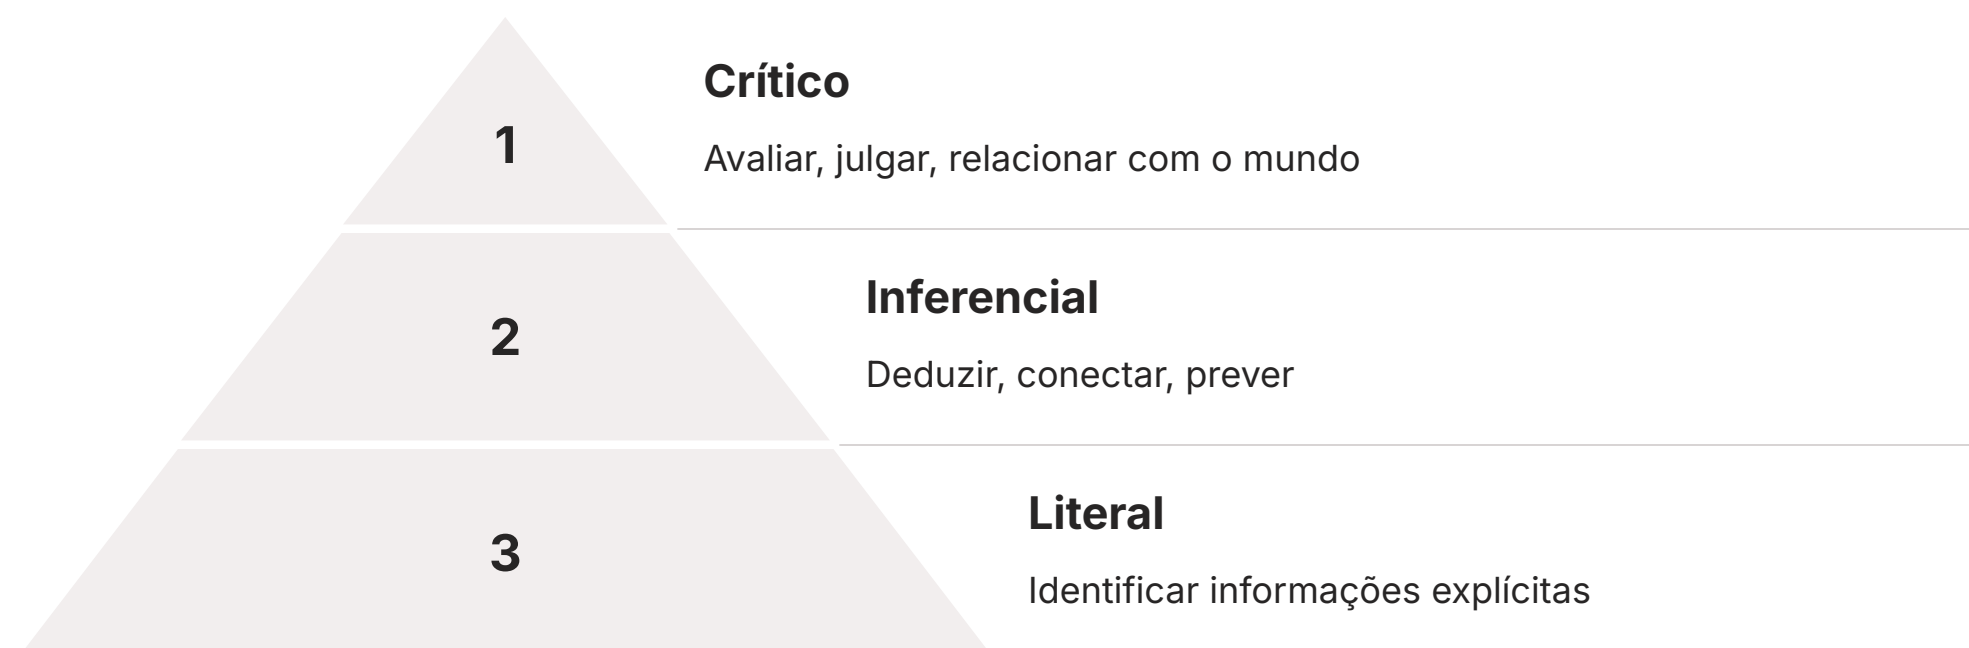 Crítico
1
Avaliar, julgar, relacionar com o mundo
Inferencial
2
Deduzir, conectar, prever
Literal
3
Identificar informações explícitas